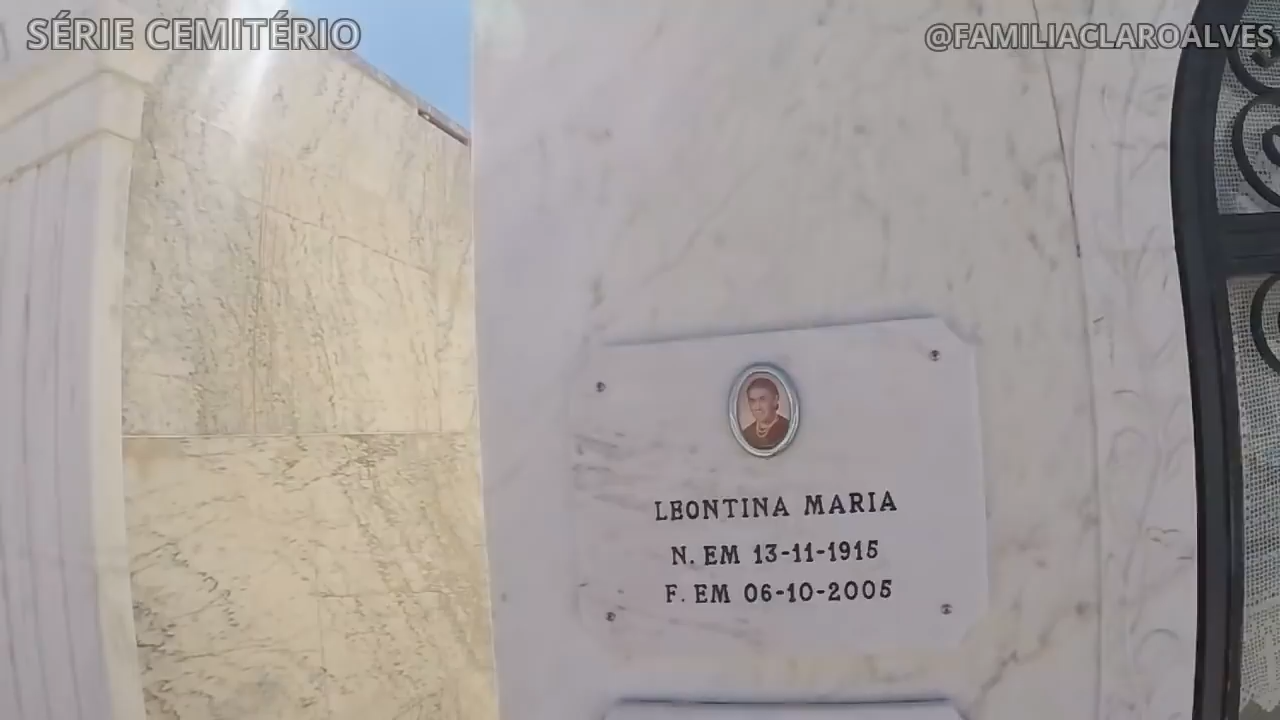 SÉRIE CEMITÉRIO
@FAMILIACLAROALVES
LEONTINA MARIA
N. EM 13-11-1915
F. EM 06-10-2005